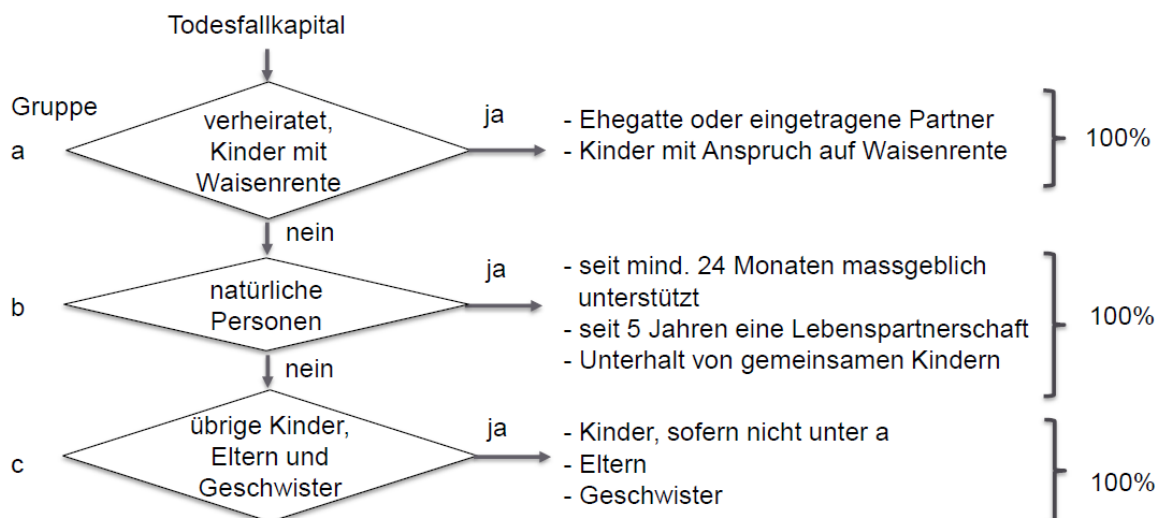 Todesfallkapital
Gruppe
a
verheiratet,
Kinder mit
Waisenrente
ja
- Ehegatte oder eingetragene Partner
- Kinder mit Anspruch auf Waisenrente
100%
nein
b
natürliche
Personen
ja
- seit mind. 24 Monaten massgeblich
unterstützt
- seit 5 Jahren eine Lebenspartnerschaft
- Unterhalt von gemeinsamen Kindern
100%
nein
c
übrige Kinder,
Eltern und
Geschwister
ja
- Kinder, sofern nicht unter a
- Eltern
- Geschwister
100%